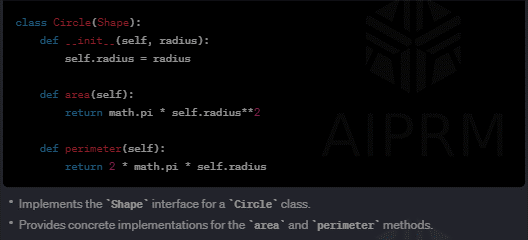 class Circle(Shape):
    def __init__(self, radius):
        self.radius = radius
    def area(self):
        return math.pi * self.radius**2
    def perimeter(self):
        return 2 * math.pi * self.radius
AIPRM
* Implements the `Shape` interface for a `Circle` class.
* Provides concrete implementations for the `area` and `perimeter` methods.